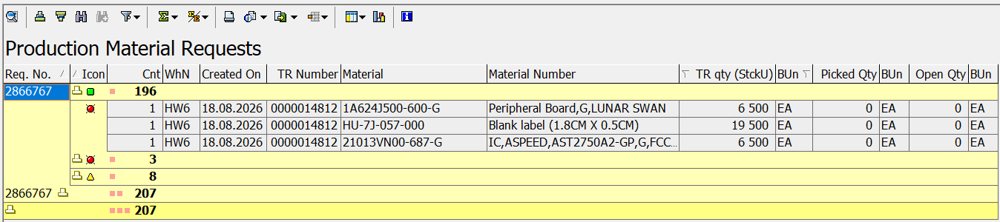 Production Material Requests
Req. No. Icon Cnt WhN Created On TR Number Material Material Number TR qty (StckU) BUn Picked Qty BUn Open Qty BUn
2866767 196
1 HW6 18.08.2026 0000014812 1A624J500-600-G Peripheral Board,G,LUNAR SWAN 6 500 EA 0 EA 0 EA
1 HW6 18.08.2026 0000014812 HU-7J-057-000 Blank label (1.8CM X 0.5CM) 19 500 EA 0 EA 0 EA
1 HW6 18.08.2026 0000014812 21013VN00-687-G IC,ASPEED,AST2750A2-GP,G,FCC... 6 500 EA 0 EA 0 EA
3
8
2866767 207
207